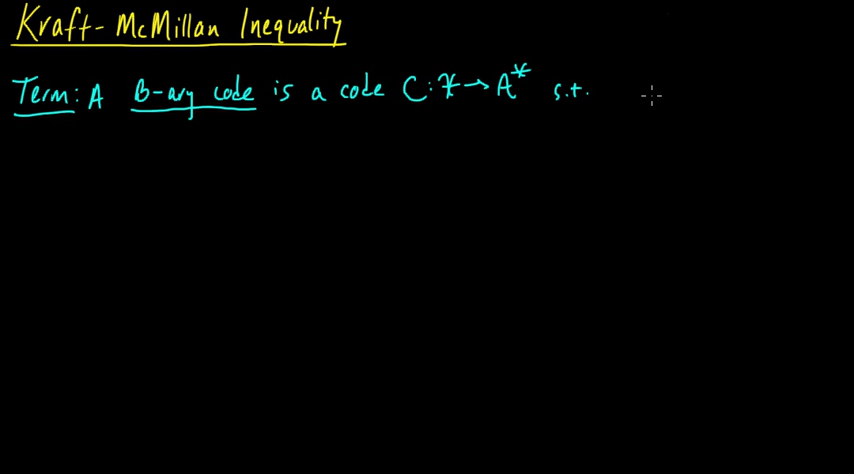 Kraft-McMillan Inequality
Term: A B-ary code is a code C: 𝒳 → A* s.t.